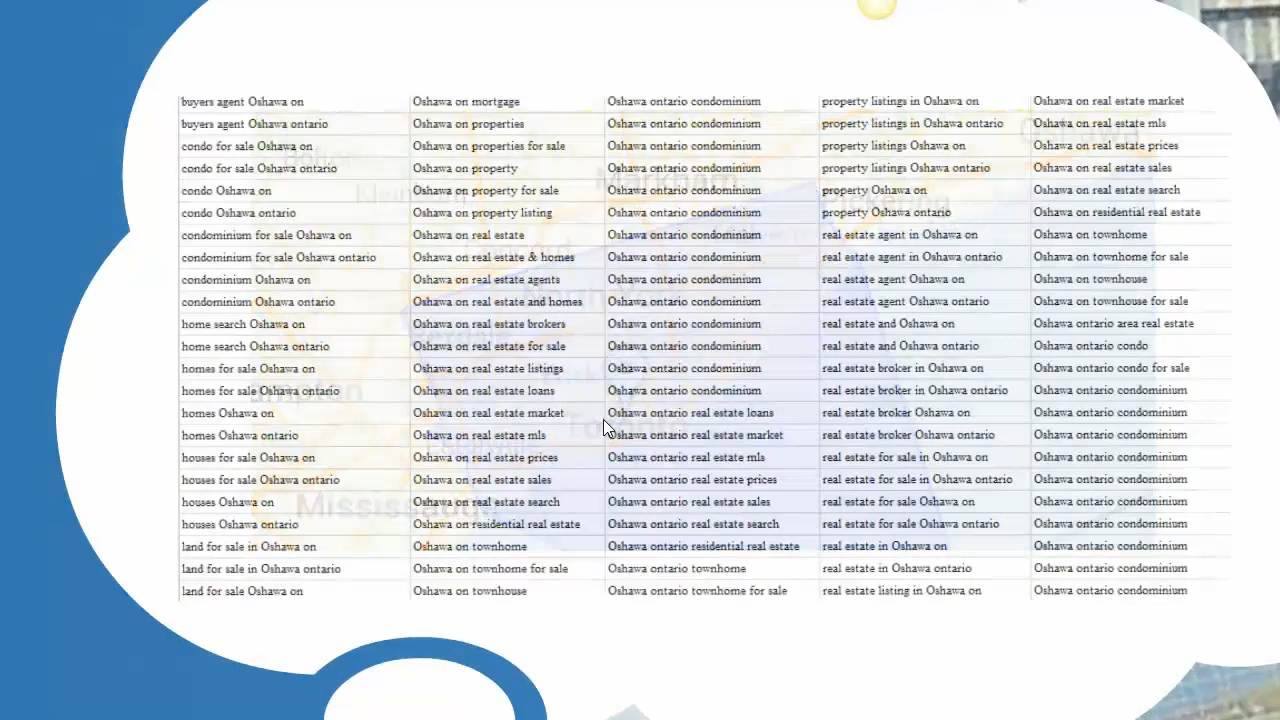 buyers agent Oshawa on Oshawa on mortgage Oshawa ontario condominium property listings in Oshawa on Oshawa on real estate market
buyers agent Oshawa ontario Oshawa on properties Oshawa ontario condominium property listings in Oshawa ontario Oshawa on real estate mls
condo for sale Oshawa on Oshawa on properties for sale Oshawa ontario condominium property listings Oshawa on Oshawa on real estate prices
condo for sale Oshawa ontario Oshawa on property Oshawa ontario condominium property listings Oshawa ontario Oshawa on real estate sales
condo Oshawa on Oshawa on property for sale Oshawa ontario condominium property Oshawa on Oshawa on real estate search
condo Oshawa ontario Oshawa on property listing Oshawa ontario condominium property Oshawa ontario Oshawa on residential real estate
condominium for sale Oshawa on Oshawa on real estate Oshawa ontario condominium real estate agent in Oshawa on Oshawa on townhome
condominium for sale Oshawa ontario Oshawa on real estate & homes Oshawa ontario condominium real estate agent in Oshawa ontario Oshawa on townhome for sale
condominium Oshawa on Oshawa on real estate agents Oshawa ontario condominium real estate agent Oshawa on Oshawa on townhouse
condominium Oshawa ontario Oshawa on real estate and homes Oshawa ontario condominium real estate agent Oshawa ontario Oshawa on townhouse for sale
home search Oshawa on Oshawa on real estate brokers Oshawa ontario condominium real estate and Oshawa on Oshawa ontario area real estate
home search Oshawa ontario Oshawa on real estate for sale Oshawa ontario condominium real estate and Oshawa ontario Oshawa ontario condo
homes for sale Oshawa on Oshawa on real estate listings Oshawa ontario condominium real estate broker in Oshawa on Oshawa ontario condo for sale
homes for sale Oshawa ontario Oshawa on real estate loans Oshawa ontario condominium real estate broker in Oshawa ontario Oshawa ontario condominium
homes Oshawa on Oshawa on real estate market Oshawa ontario real estate loans real estate broker Oshawa on Oshawa ontario condominium
homes Oshawa ontario Oshawa on real estate mls Oshawa ontario real estate market real estate broker Oshawa ontario Oshawa ontario condominium
houses for sale Oshawa on Oshawa on real estate prices Oshawa ontario real estate mls real estate for sale in Oshawa on Oshawa ontario condominium
houses for sale Oshawa ontario Oshawa on real estate sales Oshawa ontario real estate prices real estate for sale in Oshawa ontario Oshawa ontario condominium
houses Oshawa on Oshawa on real estate search Oshawa ontario real estate sales real estate for sale Oshawa on Oshawa ontario condominium
houses Oshawa ontario Oshawa on residential real estate Oshawa ontario real estate search real estate for sale Oshawa ontario Oshawa ontario condominium
land for sale in Oshawa on Oshawa on townhome Oshawa ontario residential real estate real estate in Oshawa on Oshawa ontario condominium
land for sale in Oshawa ontario Oshawa on townhome for sale Oshawa ontario townhome real estate in Oshawa ontario Oshawa ontario condominium
land for sale Oshawa on Oshawa on townhouse Oshawa ontario townhome for sale real estate listing in Oshawa on Oshawa ontario condominium
Oshawa
Markham
Pickering
Toronto
Mississauga